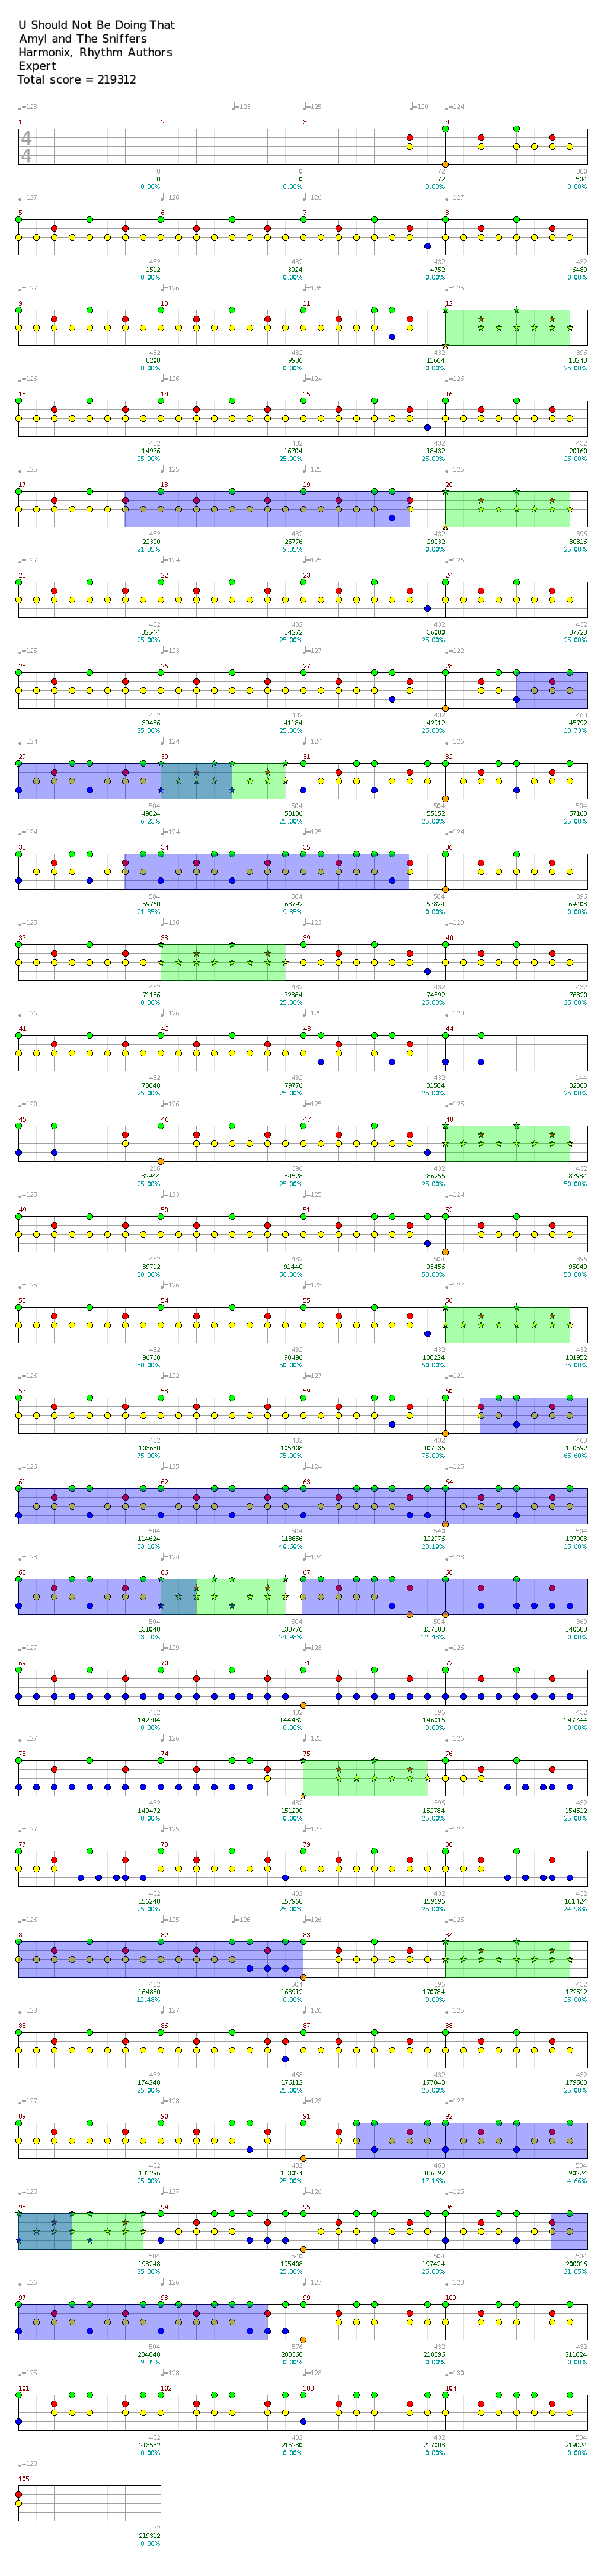 U Should Not Be Doing That
Amyl and The Sniffers
Harmonix, Rhythm Authors
Expert
Total score = 219312
♩=123 ♩=123 ♩=125 ♩=120 ♩=124
1 2 3 4
4
4
0 0 72 360
0 0 72 504
0.00% 0.00% 0.00% 0.00%
♩=127 ♩=126 ♩=126 ♩=127
5 6 7 8
432 432 432 432
1512 3024 4752 6480
0.00% 0.00% 0.00% 0.00%
♩=127 ♩=126 ♩=126 ♩=125
9 10 11 12
432 432 432 396
8208 9936 11664 13248
0.00% 0.00% 0.00% 25.00%
♩=126 ♩=126 ♩=124 ♩=126
13 14 15 16
432 432 432 432
14976 16704 18432 20160
25.00% 25.00% 25.00% 25.00%
♩=125 ♩=124 ♩=125 ♩=125
17 18 19 20
432 432 432 396
22320 25776 29232 30816
21.85% 9.35% 0.00% 25.00%
♩=127 ♩=126 ♩=125 ♩=126
21 22 23 24
432 432 432 432
32544 34272 36000 37728
25.00% 25.00% 25.00% 25.00%
♩=125 ♩=123 ♩=127 ♩=122
25 26 27 28
432 432 432 468
39456 41184 42912 45792
25.00% 25.00% 25.00% 18.73%
♩=124 ♩=124 ♩=124 ♩=126
29 30 31 32
504 504 504 504
49824 53136 55152 57168
6.23% 25.00% 25.00% 25.00%
♩=124 ♩=124 ♩=125 ♩=124
33 34 35 36
504 504 504 396
59760 63792 67824 69408
21.85% 9.35% 0.00% 0.00%
♩=125 ♩=126 ♩=122 ♩=128
37 38 39 40
432 432 432 432
71136 72864 74592 76320
0.00% 25.00% 25.00% 25.00%
♩=126 ♩=126 ♩=125 ♩=123
41 42 43 44
432 432 432 144
78048 79776 81504 82080
25.00% 25.00% 25.00% 25.00%
♩=120 ♩=126 ♩=125 ♩=125
45 46 47 48
216 396 432 432
82944 84528 86256 87984
25.00% 25.00% 25.00% 50.00%
♩=125 ♩=123 ♩=125 ♩=124
49 50 51 52
432 432 504 396
89712 91440 93456 95040
50.00% 50.00% 50.00% 50.00%
♩=125 ♩=126 ♩=123 ♩=127
53 54 55 56
432 432 432 432
96768 98496 100224 101952
50.00% 50.00% 50.00% 75.00%
♩=126 ♩=122 ♩=126 ♩=121
57 58 59 60
432 432 432 468
103680 105408 107136 110592
75.00% 75.00% 75.00% 65.60%
♩=126 ♩=125 ♩=124 ♩=125
61 62 63 64
504 504 540 504
114624 118656 122976 127008
53.10% 40.60% 28.10% 15.60%
♩=123 ♩=124 ♩=125 ♩=128
65 66 67 68
504 504 504 360
131040 133776 137808 140688
3.10% 24.98% 12.48% 0.00%
♩=127 ♩=129 ♩=128 ♩=126
69 70 71 72
432 432 396 432
142704 144432 146016 147744
0.00% 0.00% 0.00% 0.00%
♩=127 ♩=126 ♩=123 ♩=126
73 74 75 76
432 432 396 432
149472 151200 152784 154512
0.00% 0.00% 25.00% 25.00%
♩=127 ♩=125 ♩=127 ♩=127
77 78 79 80
432 432 432 432
156240 157968 159696 161424
25.00% 25.00% 25.00% 24.98%
♩=126 ♩=125 ♩=126 ♩=126 ♩=125
81 82 83 84
432 504 396 432
164880 168912 170784 172512
12.48% 0.00% 0.00% 25.00%
♩=128 ♩=127 ♩=126 ♩=125
85 86 87 88
432 468 432 432
174240 176112 177840 179568
25.00% 25.00% 25.00% 25.00%
♩=127 ♩=128 ♩=125 ♩=127
89 90 91 92
432 432 468 504
181296 183024 186192 190224
25.00% 25.00% 17.16% 4.66%
♩=125 ♩=127 ♩=125 ♩=126
93 94 95 96
504 540 504 504
193248 195408 197424 200016
25.00% 25.00% 25.00% 21.85%
♩=126 ♩=126 ♩=126 ♩=128
97 98 99 100
504 576 432 432
204048 208368 210096 211824
9.35% 0.00% 0.00% 0.00%
♩=125 ♩=128 ♩=128 ♩=130
101 102 103 104
432 432 432 504
213552 215280 217008 219024
0.00% 0.00% 0.00% 0.00%
♩=123
105
72
219312
0.00%